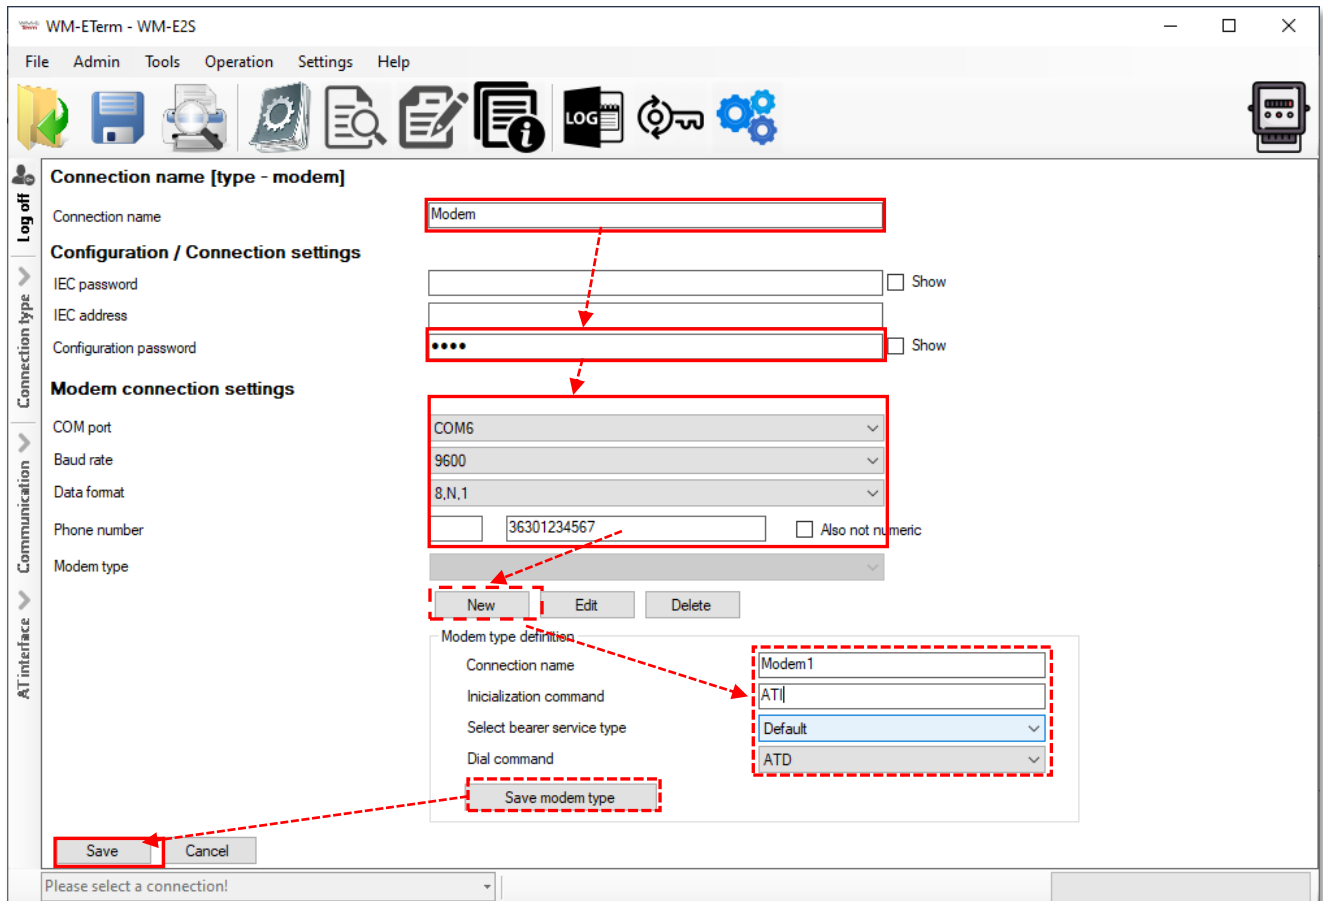 WM-ETerm - WM-E2S
File Admin Tools Operation Settings Help
LOG
Log off
Connection type
Communication
AT interface
Connection name [type - modem]
Connection name Modem
Configuration / Connection settings
IEC password Show
IEC address
Configuration password •••• Show
Modem connection settings
COM port COM6
Baud rate 9600
Data format 8,N,1
Phone number 36301234567 Also not numeric
Modem type
New Edit Delete
Modem type definition
Connection name Modem1
Inicialization command ATI
Select bearer service type Default
Dial command ATD
Save modem type
Save Cancel
Please select a connection!